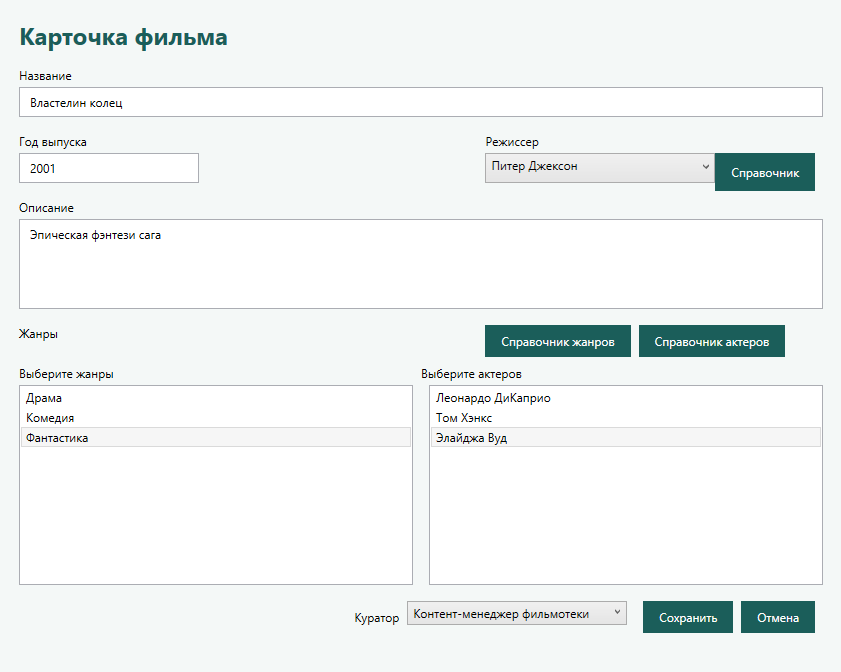 Карточка фильма
Название
Властелин колец
Год выпуска
Режиссер
2001
Питер Джексон
Справочник
Описание
Эпическая фэнтези сага
Жанры
Справочник жанров
Справочник актеров
Выберите жанры
Выберите актеров
Драма
Комедия
Фантастика
Леонардо ДиКаприо
Том Хэнкс
Элайджа Вуд
Куратор
Контент-менеджер фильмотеки
Сохранить
Отмена